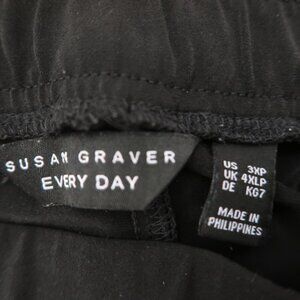 SUSAN GRAVER
EVERY DAY
US 3XP
UK 4XLP
DE KG7
MADE IN
PHILIPPINES